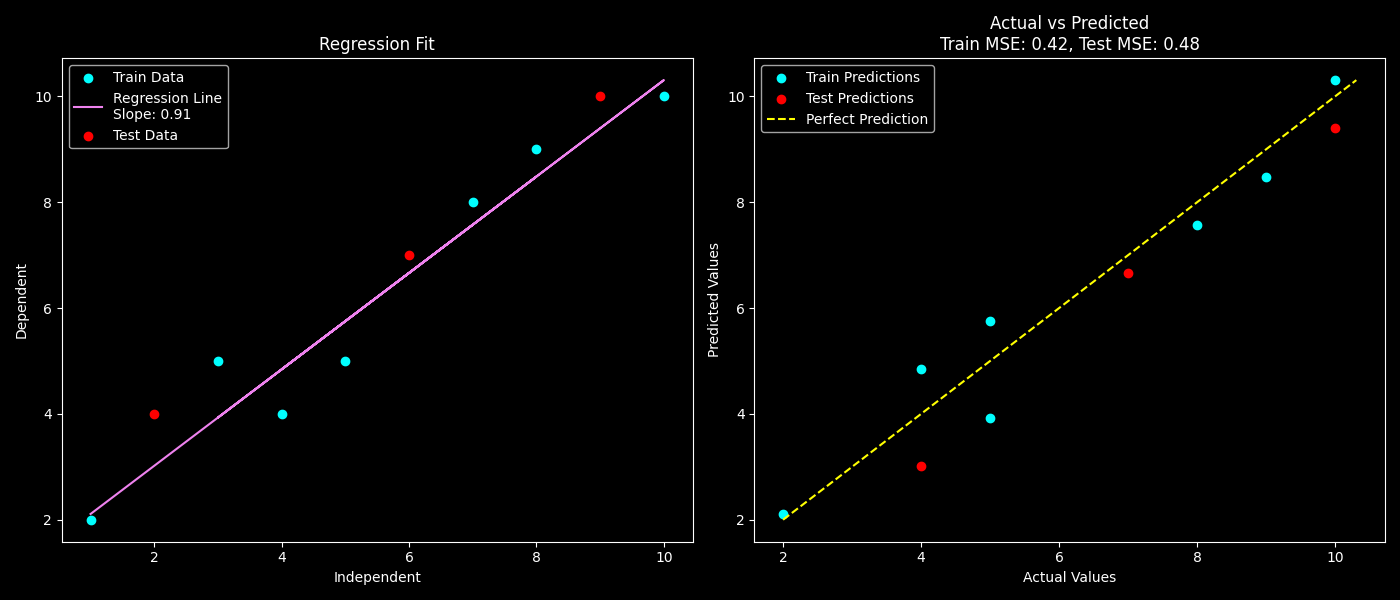 Regression Fit
Train Data
Regression Line
Slope: 0.91
Test Data
10
8
6
4
2
Dependent
2
4
6
8
10
Independent
Actual vs Predicted
Train MSE: 0.42, Test MSE: 0.48
Train Predictions
Test Predictions
Perfect Prediction
10
8
6
4
2
Predicted Values
2
4
6
8
10
Actual Values